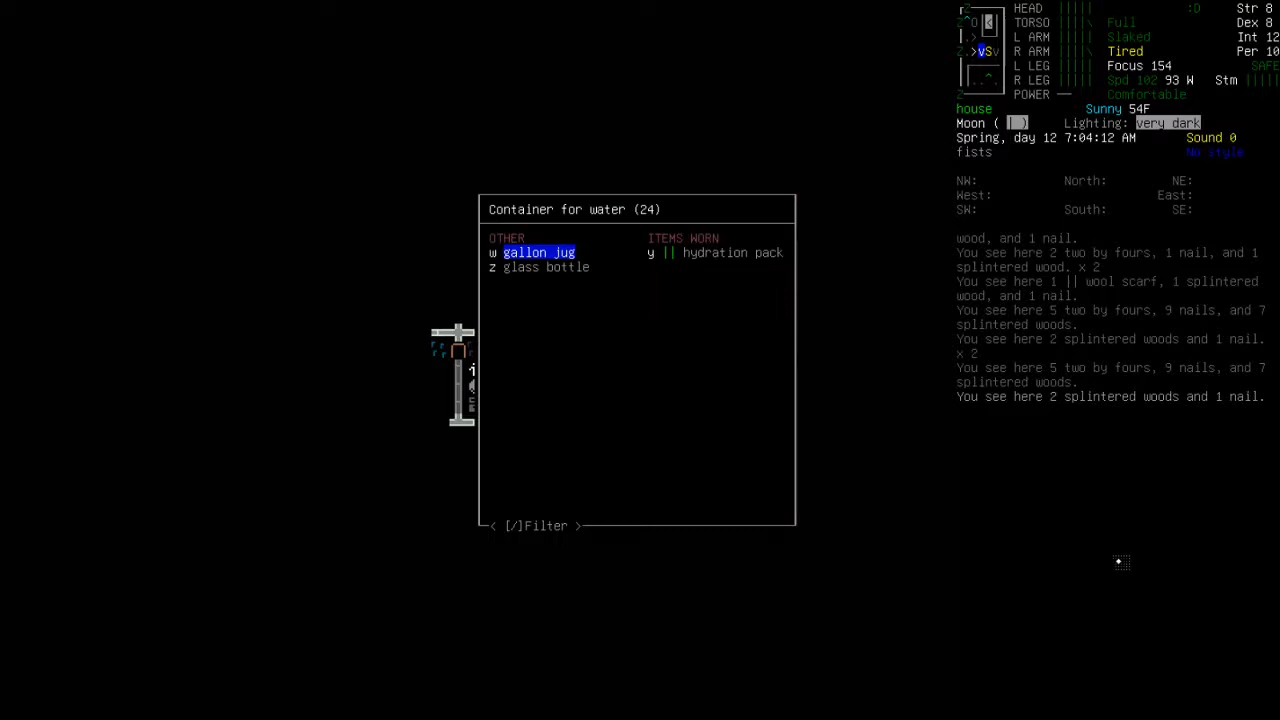 HEAD ||||| :D Str 8
TORSO ||||\ Full Dex 8
L ARM ||||| Slaked Int 12
R ARM ||||\ Tired Per 10
L LEG ||||| Focus 154 SAFE
R LEG ||||| Spd 102 93 W Stm |||||
POWER — Comfortable
house Sunny 54F
Moon ( | ) Lighting: very dark
Spring, day 12 7:04:12 AM Sound 0
fists No style
NW: North: NE:
West: East:
SW: South: SE:
wood, and 1 nail.
You see here 2 two by fours, 1 nail, and 1
splintered wood. x 2
You see here 1 || wool scarf, 1 splintered
wood, and 1 nail.
You see here 5 two by fours, 9 nails, and 7
splintered woods.
You see here 2 splintered woods and 1 nail.
x 2
You see here 5 two by fours, 9 nails, and 7
splintered woods.
You see here 2 splintered woods and 1 nail.
Container for water (24)
OTHER ITEMS WORN
w gallon jug y || hydration pack
z glass bottle
< [/]Filter >